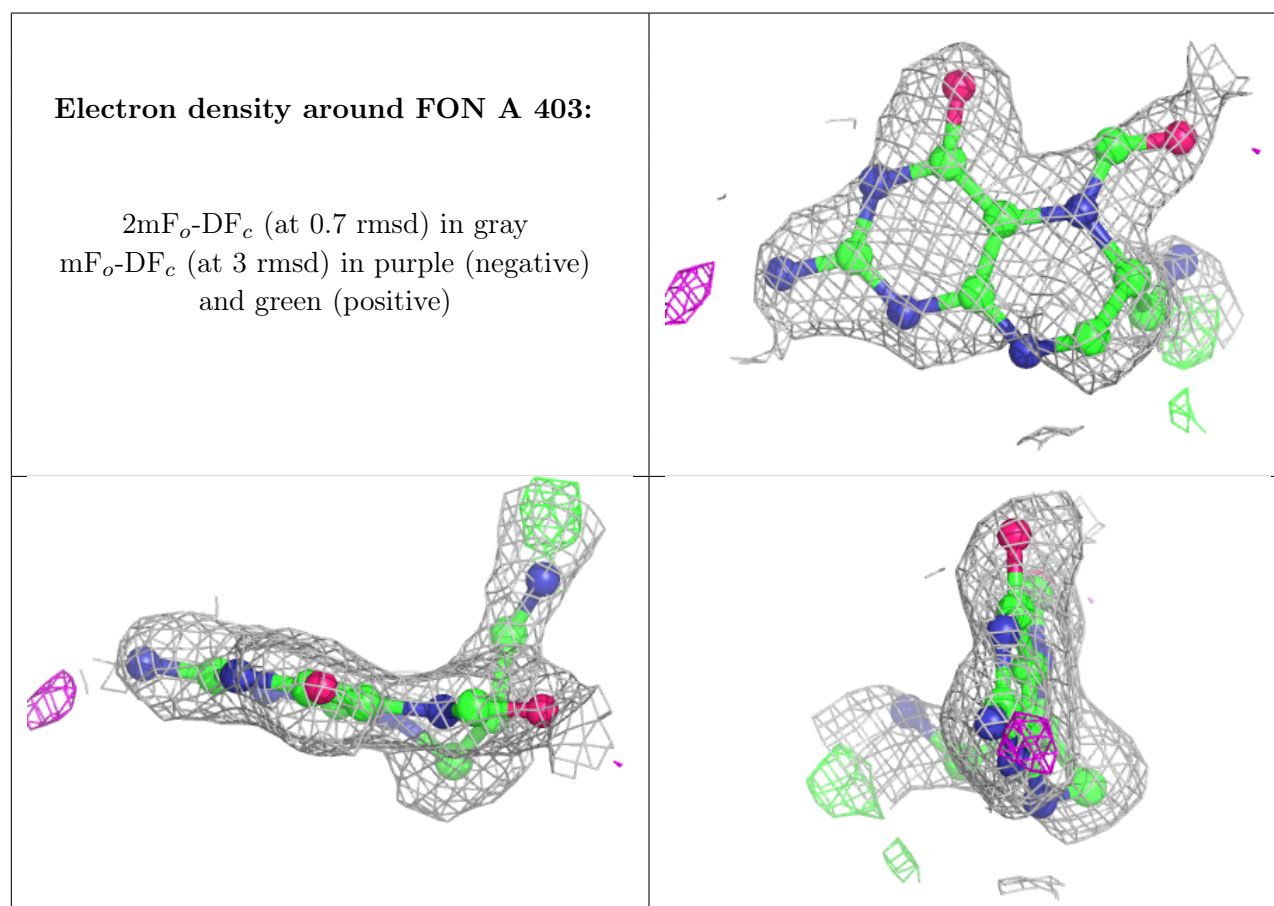 Electron density around FON A 403:
2mFo-DFc (at 0.7 rmsd) in gray
mFo-DFc (at 3 rmsd) in purple (negative)
and green (positive)